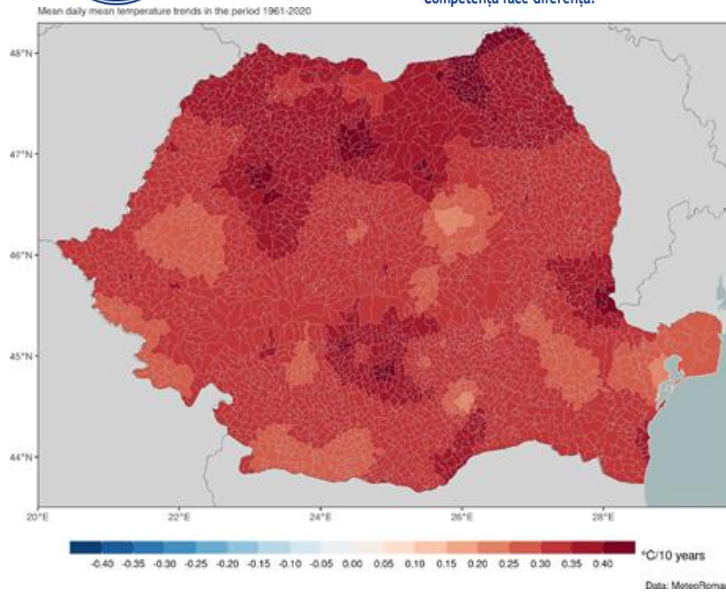 Competența face diferența!
Mean daily mean temperature trends in the period 1961-2020
48°N
47°N
46°N
45°N
44°N
20°E 22°E 24°E 26°E 28°E
-0.40 -0.35 -0.30 -0.25 -0.20 -0.15 -0.10 -0.05 0.00 0.05 0.10 0.15 0.20 0.25 0.30 0.35 0.40
°C/10 years
Data: MeteoRoman